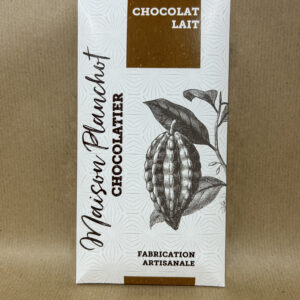 CHOCOLAT
LAIT
Maison Planchot
CHOCOLATIER
FABRICATION
ARTISANALE